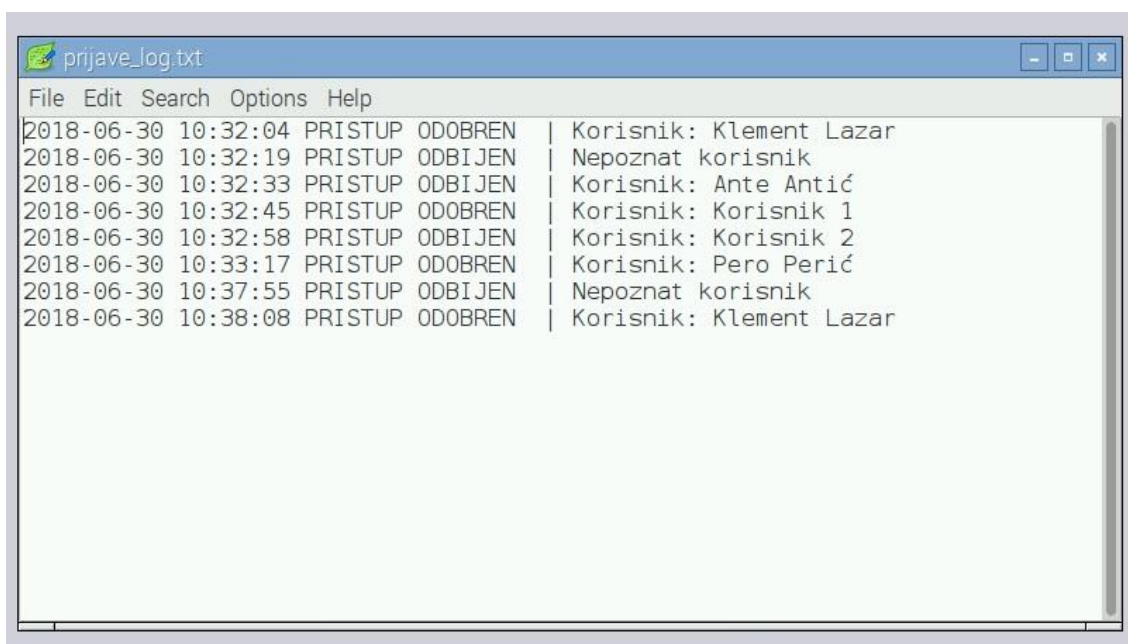 prijave_log.txt
File Edit Search Options Help
2018-06-30 10:32:04 PRISTUP ODOBREN | Korisnik: Klement Lazar
2018-06-30 10:32:19 PRISTUP ODBIJEN | Nepoznat korisnik
2018-06-30 10:32:33 PRISTUP ODBIJEN | Korisnik: Ante Antić
2018-06-30 10:32:45 PRISTUP ODOBREN | Korisnik: Korisnik 1
2018-06-30 10:32:58 PRISTUP ODBIJEN | Korisnik: Korisnik 2
2018-06-30 10:33:17 PRISTUP ODOBREN | Korisnik: Pero Perić
2018-06-30 10:37:55 PRISTUP ODBIJEN | Nepoznat korisnik
2018-06-30 10:38:08 PRISTUP ODOBREN | Korisnik: Klement Lazar